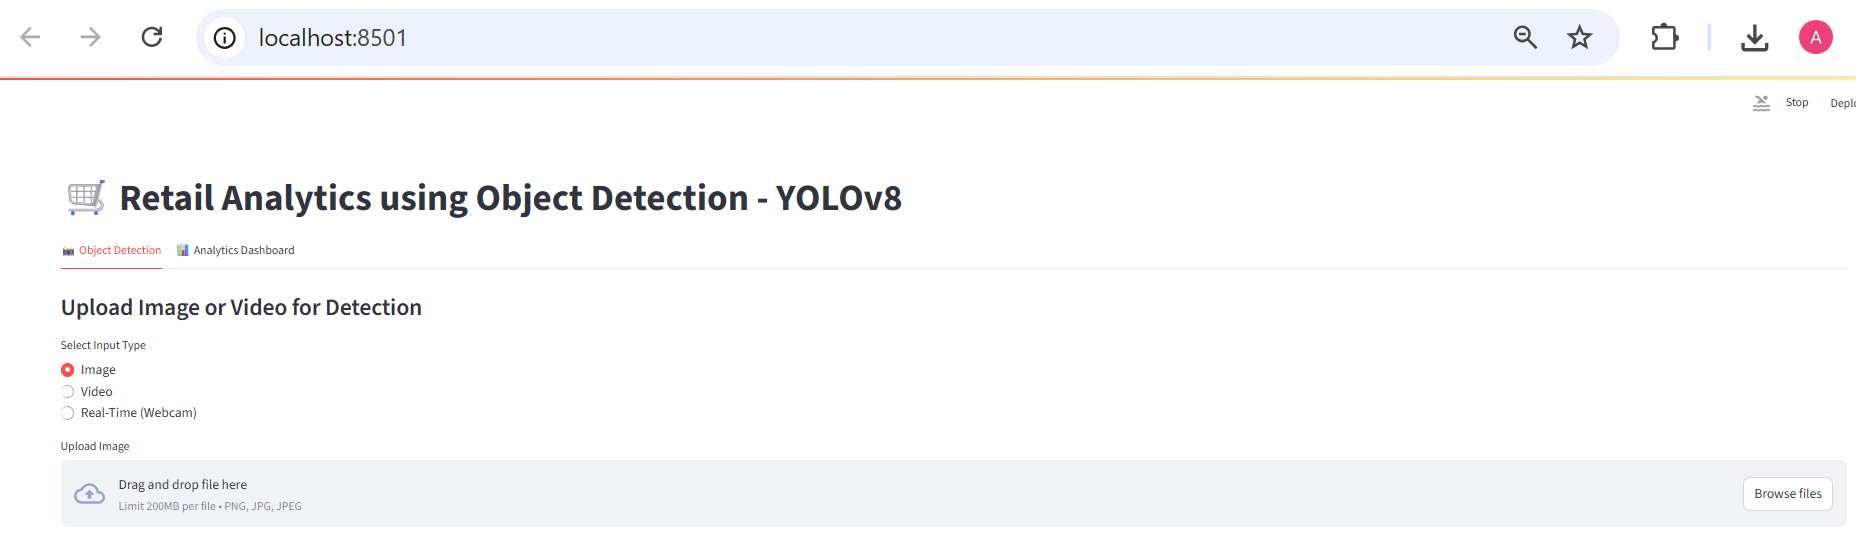 localhost:8501
A
Stop
Deplo
Retail Analytics using Object Detection - YOLOv8
Object Detection
Analytics Dashboard
Upload Image or Video for Detection
Select Input Type
Image
Video
Real-Time (Webcam)
Upload Image
Drag and drop file here
Limit 200MB per file • PNG, JPG, JPEG
Browse files